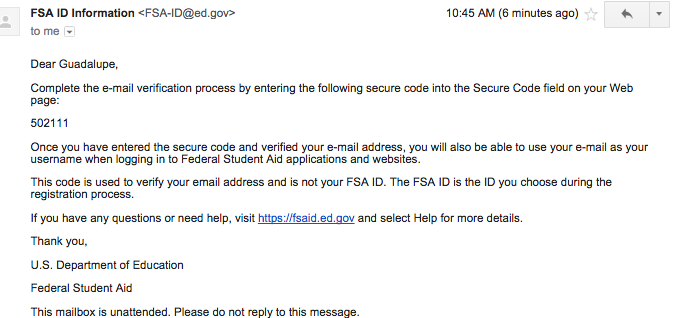 FSA ID Information <FSA-ID@ed.gov> 10:45 AM (6 minutes ago)
to me
Dear Guadalupe,
Complete the e-mail verification process by entering the following secure code into the Secure Code field on your Web
page:
502111
Once you have entered the secure code and verified your e-mail address, you will also be able to use your e-mail as your
username when logging in to Federal Student Aid applications and websites.
This code is used to verify your email address and is not your FSA ID. The FSA ID is the ID you choose during the
registration process.
If you have any questions or need help, visit https://fsaid.ed.gov and select Help for more details.
Thank you,
U.S. Department of Education
Federal Student Aid
This mailbox is unattended. Please do not reply to this message.